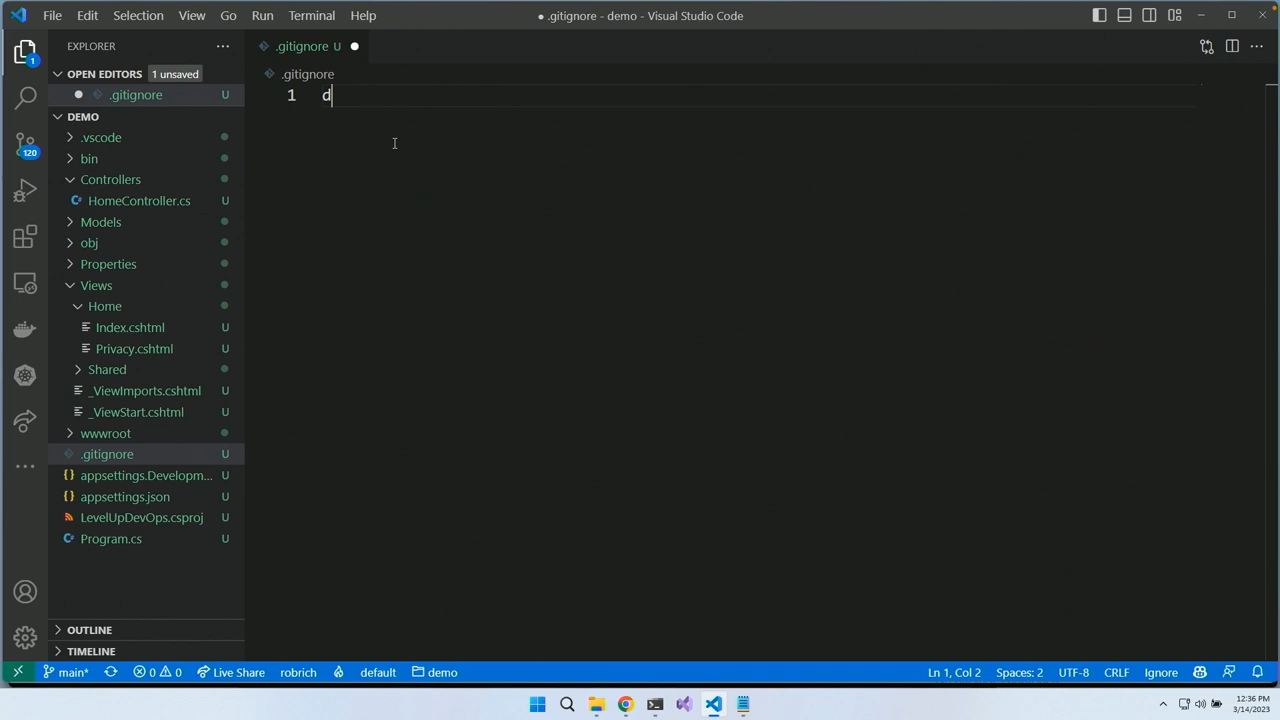 File Edit Selection View Go Run Terminal Help
● .gitignore - demo - Visual Studio Code
EXPLORER ...
.gitignore U ●
OPEN EDITORS 1 unsaved
● .gitignore U
.gitignore
1 d
DEMO
.vscode
bin
Controllers
HomeController.cs U
Models
obj
Properties
Views
Home
Index.cshtml U
Privacy.cshtml U
Shared
_ViewImports.cshtml U
_ViewStart.cshtml U
wwwroot
.gitignore U
{} appsettings.Developm... U
{} appsettings.json U
LevelUpDevOps.csproj U
Program.cs U
OUTLINE
TIMELINE
1
120
main* 0 0 Live Share robrich default demo Ln 1, Col 2 Spaces: 2 UTF-8 CRLF Ignore
12:36 PM
3/14/2023